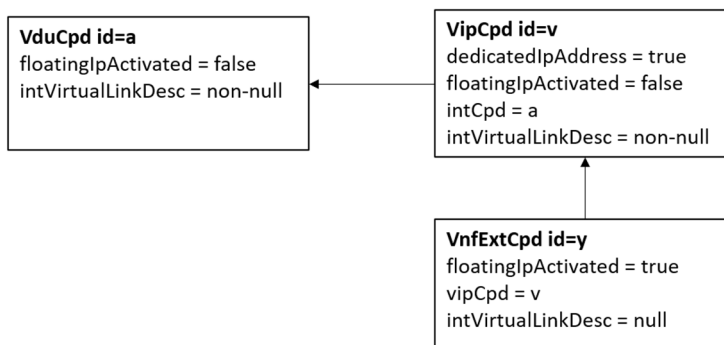 VduCpd id=a
floatingIpActivated = false
intVirtualLinkDesc = non-null
VipCpd id=v
dedicatedIpAddress = true
floatingIpActivated = false
intCpd = a
intVirtualLinkDesc = non-null
VnfExtCpd id=y
floatingIpActivated = true
vipCpd = v
intVirtualLinkDesc = null